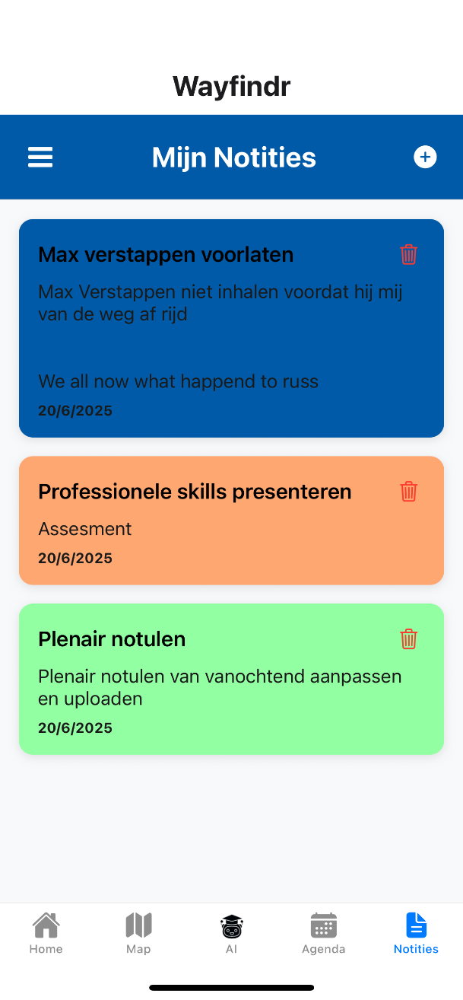 Wayfindr
Mijn Notities
Max verstappen voorlaten
Max Verstappen niet inhalen voordat hij mij
van de weg af rijd
We all now what happend to russ
20/6/2025
Professionele skills presenteren
Assesment
20/6/2025
Plenair notulen
Plenair notulen van vanochtend aanpassen
en uploaden
20/6/2025
Home
Map
AI
Agenda
Notities